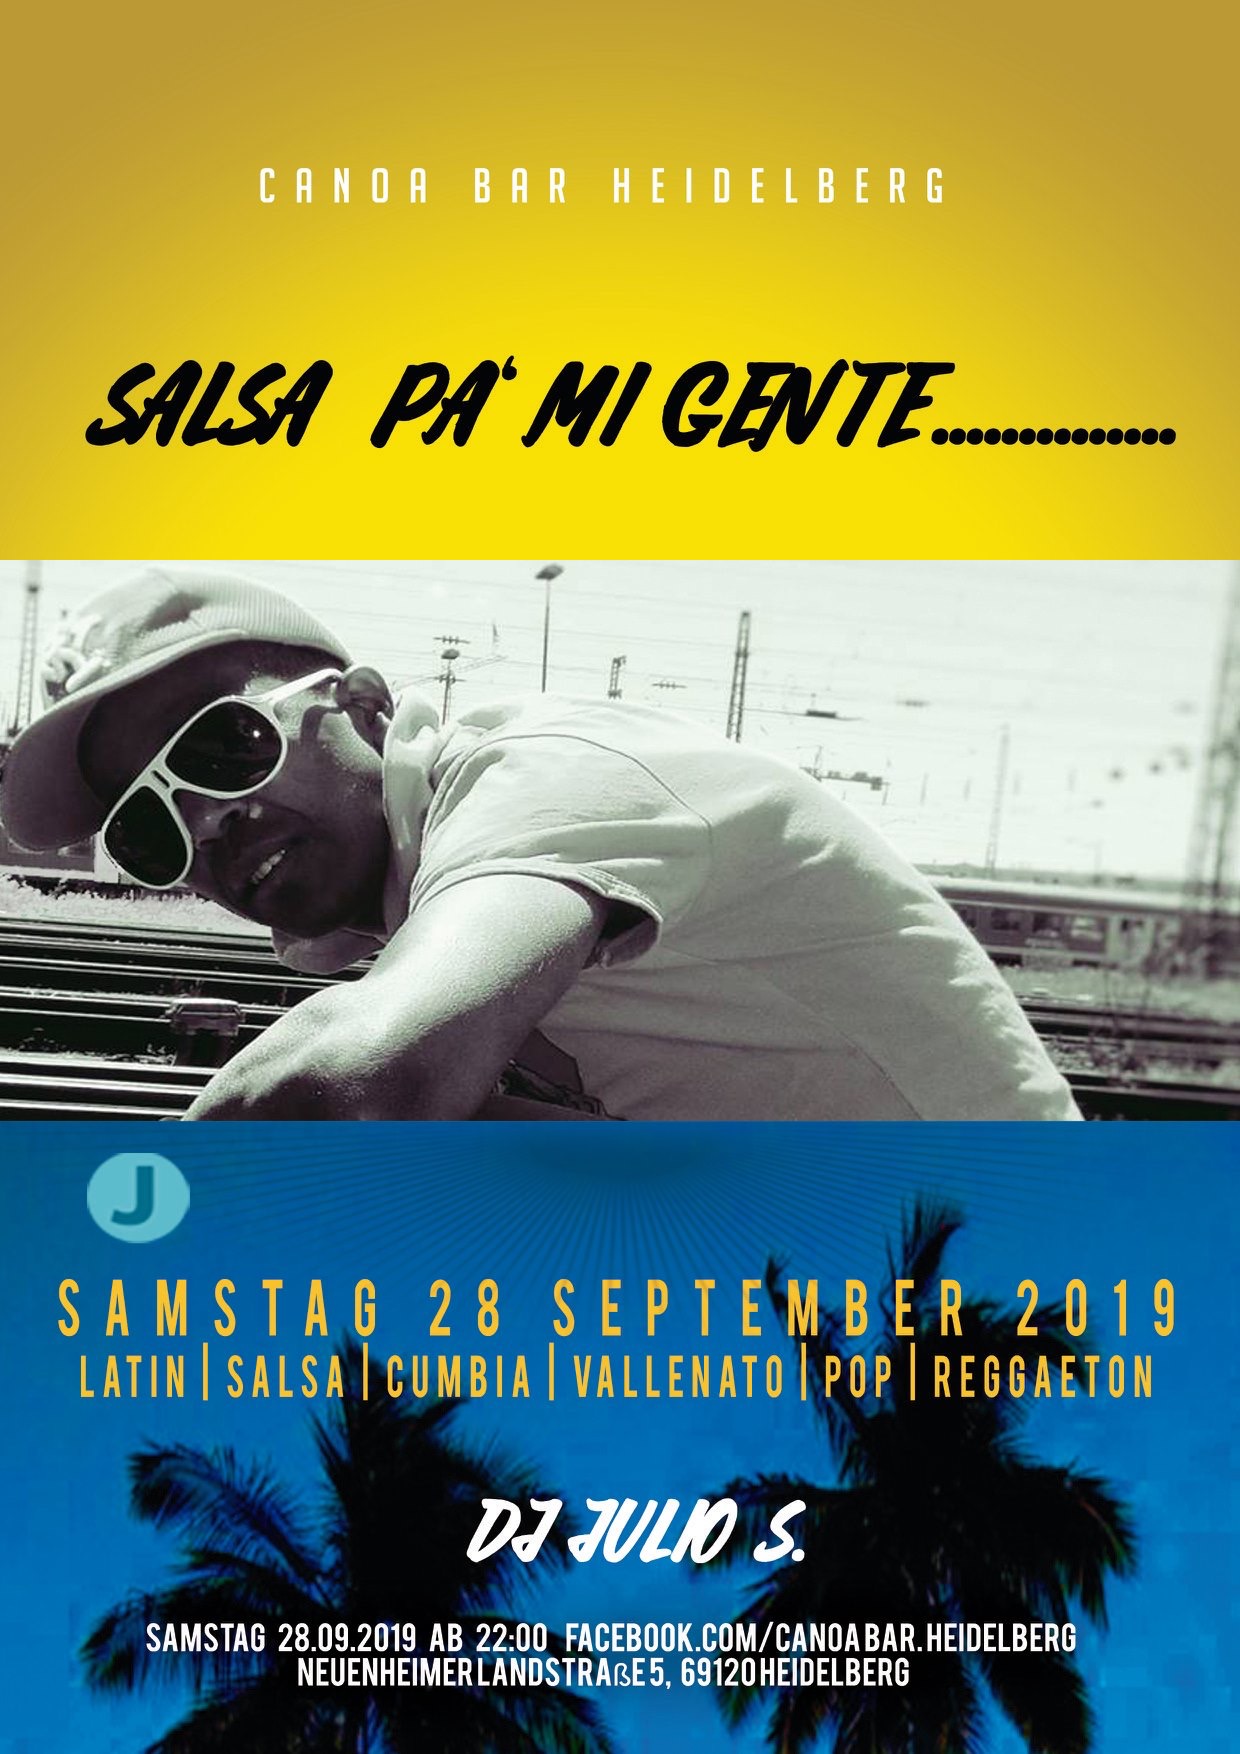 CANOA BAR HEIDELBERG
SALSA PA' MI GENTE..............
J
SAMSTAG 28 SEPTEMBER 2019
LATIN|SALSA|CUMBIA|VALLENATO|POP|REGGAETON
DJ JULIO S.
SAMSTAG 28.09.2019 AB 22:00 FACEBOOK.COM/CANOABAR.HEIDELBERG
NEUENHEIMER LANDSTRAßE 5, 69120 HEIDELBERG